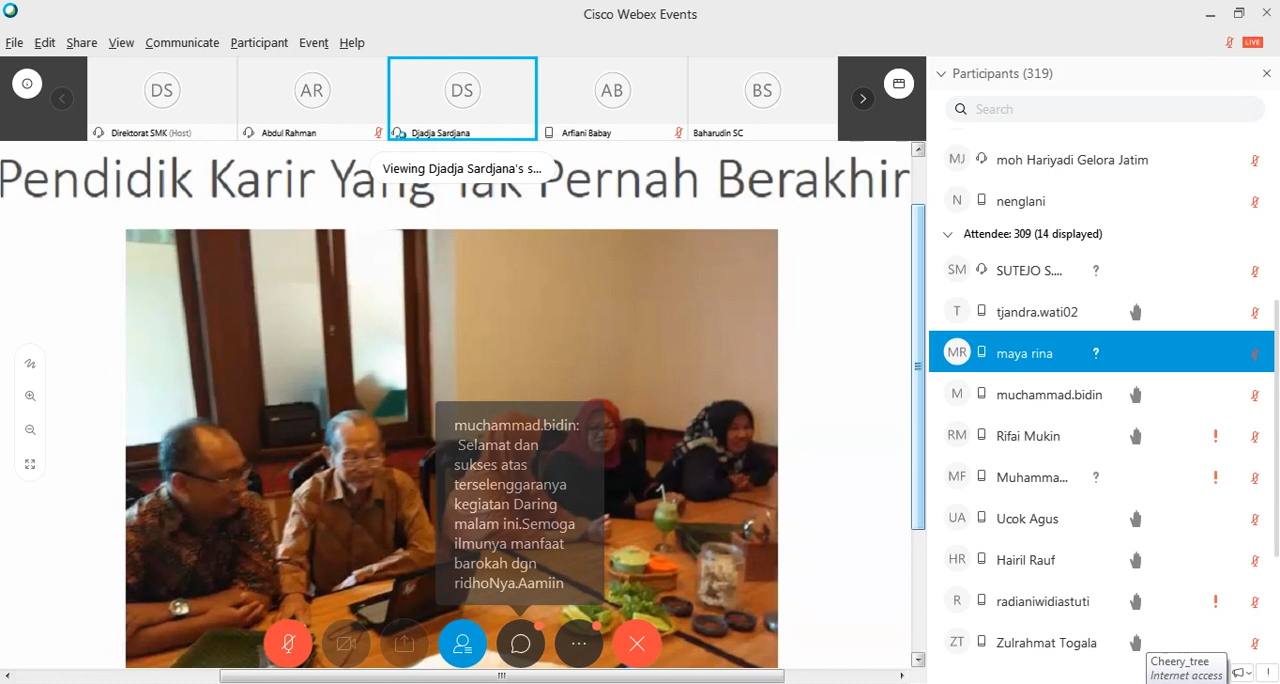 Cisco Webex Events
File Edit Share View Communicate Participant Event Help
LIVE
DS
Direktorat SMK (Host)
AR
Abdul Rahman
DS
Djadja Sardjana
AB
Arfiani Babay
BS
Baharudin SC
Viewing Djadja Sardjana's s...
Pendidik Karir Yang Tak Pernah Berakhir
muchammad.bidin:
Selamat dan
sukses atas
terselenggaranya
kegiatan Daring
malam ini.Semoga
ilmunya manfaat
barokah dgn
ridhoNya.Aamiin
Participants (319)
Search
MJ moh Hariyadi Gelora Jatim
N nenglani
Attendee: 309 (14 displayed)
SM SUTEJO S.... ?
T tjandra.wati02
MR maya rina ?
M muchammad.bidin
RM Rifai Mukin !
MF Muhamma... ? !
UA Ucok Agus
HR Hairil Rauf
R radianiwidiastuti !
ZT Zulrahmat Togala
Cheery_tree
Internet access
!